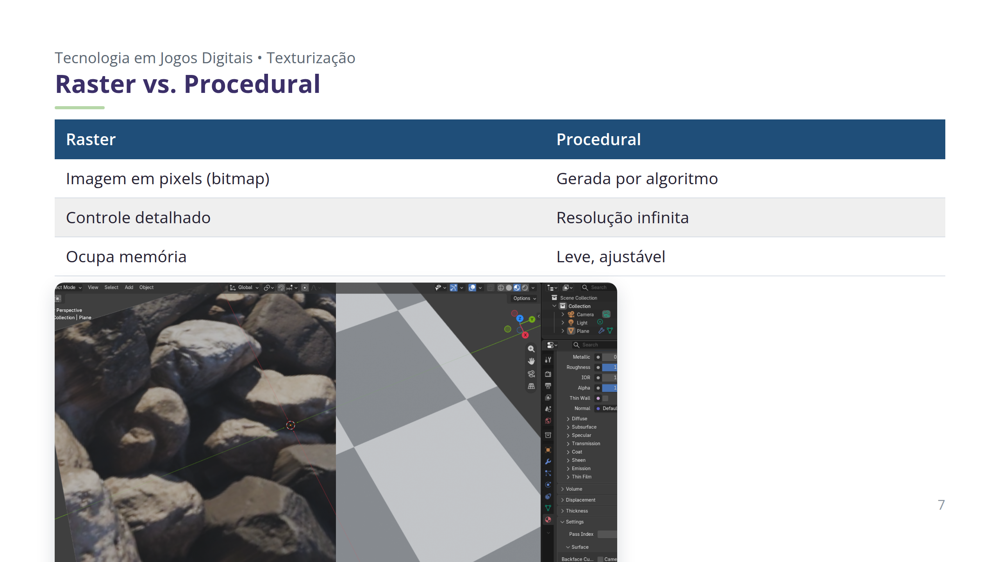 Tecnologia em Jogos Digitais • Texturização
Raster vs. Procedural
Raster Procedural
Imagem em pixels (bitmap) Gerada por algoritmo
Controle detalhado Resolução infinita
Ocupa memória Leve, ajustável
ect Mode View Select Add Object Global
Search
Options
Perspective
Collection | Plane
Scene Collection
Collection
Camera
Light
Plane
Z
Y
X
Search
Metallic 0
Roughness 1
IOR 1
Alpha 1
Thin Wall
Normal Defaul
Diffuse
Subsurface
Specular
Transmission
Coat
Sheen
Emission
Thin Film
Volume
Displacement
Thickness
Settings
Pass Index
Surface
Backface Cu... Came
7